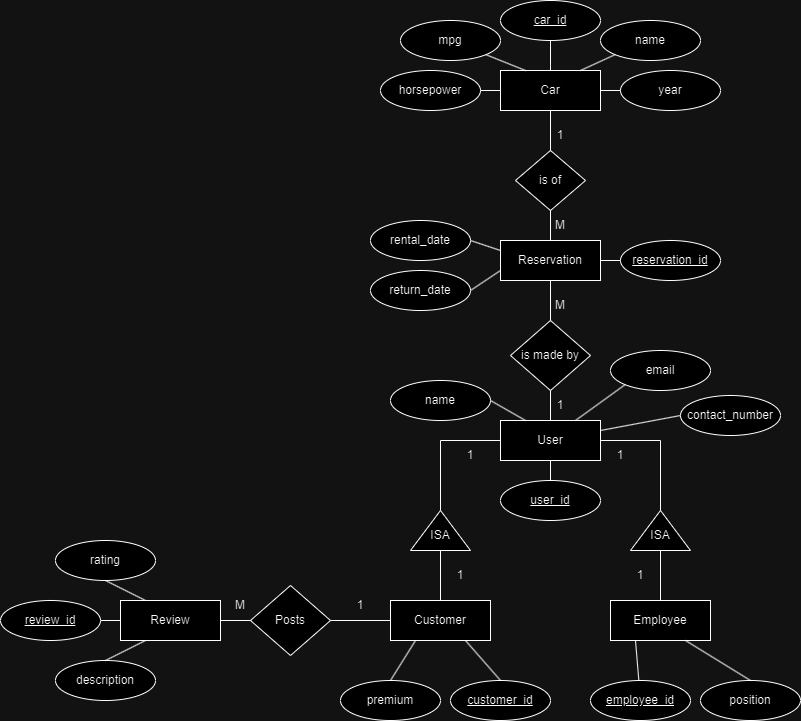 car_id
mpg
name
horsepower
Car
year
1
is of
M
rental_date
Reservation
reservation_id
return_date
M
is made by
email
name
1
contact_number
User
1
1
user_id
ISA
ISA
rating
1
1
M
1
review_id
Review
Posts
Customer
Employee
description
premium
customer_id
employee_id
position